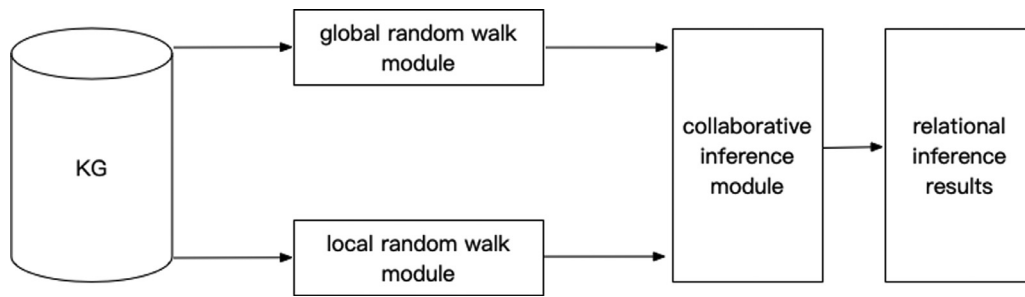 KG
global random walk
module
local random walk
module
collaborative
inference
module
relational
inference
results